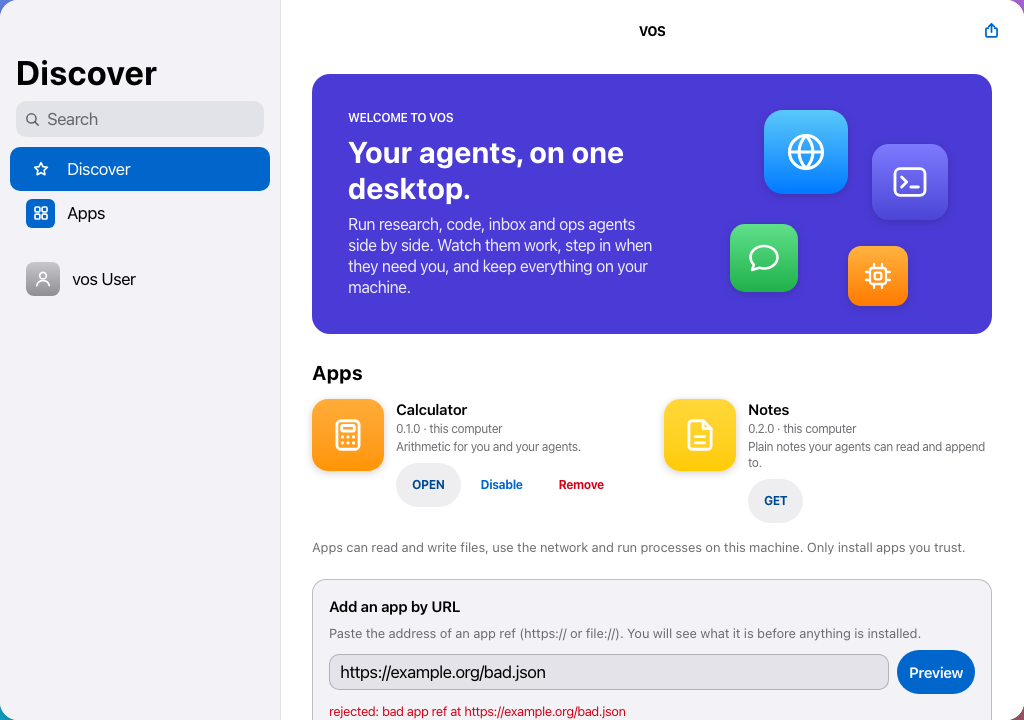 Discover
Search
Discover
Apps
vos User
VOS
WELCOME TO VOS
Your agents, on one
desktop.
Run research, code, inbox and ops agents
side by side. Watch them work, step in when
they need you, and keep everything on your
machine.
Apps
Calculator
0.1.0 · this computer
Arithmetic for you and your agents.
OPEN
Disable
Remove
Notes
0.2.0 · this computer
Plain notes your agents can read and append
to.
GET
Apps can read and write files, use the network and run processes on this machine. Only install apps you trust.
Add an app by URL
Paste the address of an app ref (https:// or file://). You will see what it is before anything is installed.
https://example.org/bad.json
Preview
rejected: bad app ref at https://example.org/bad.json